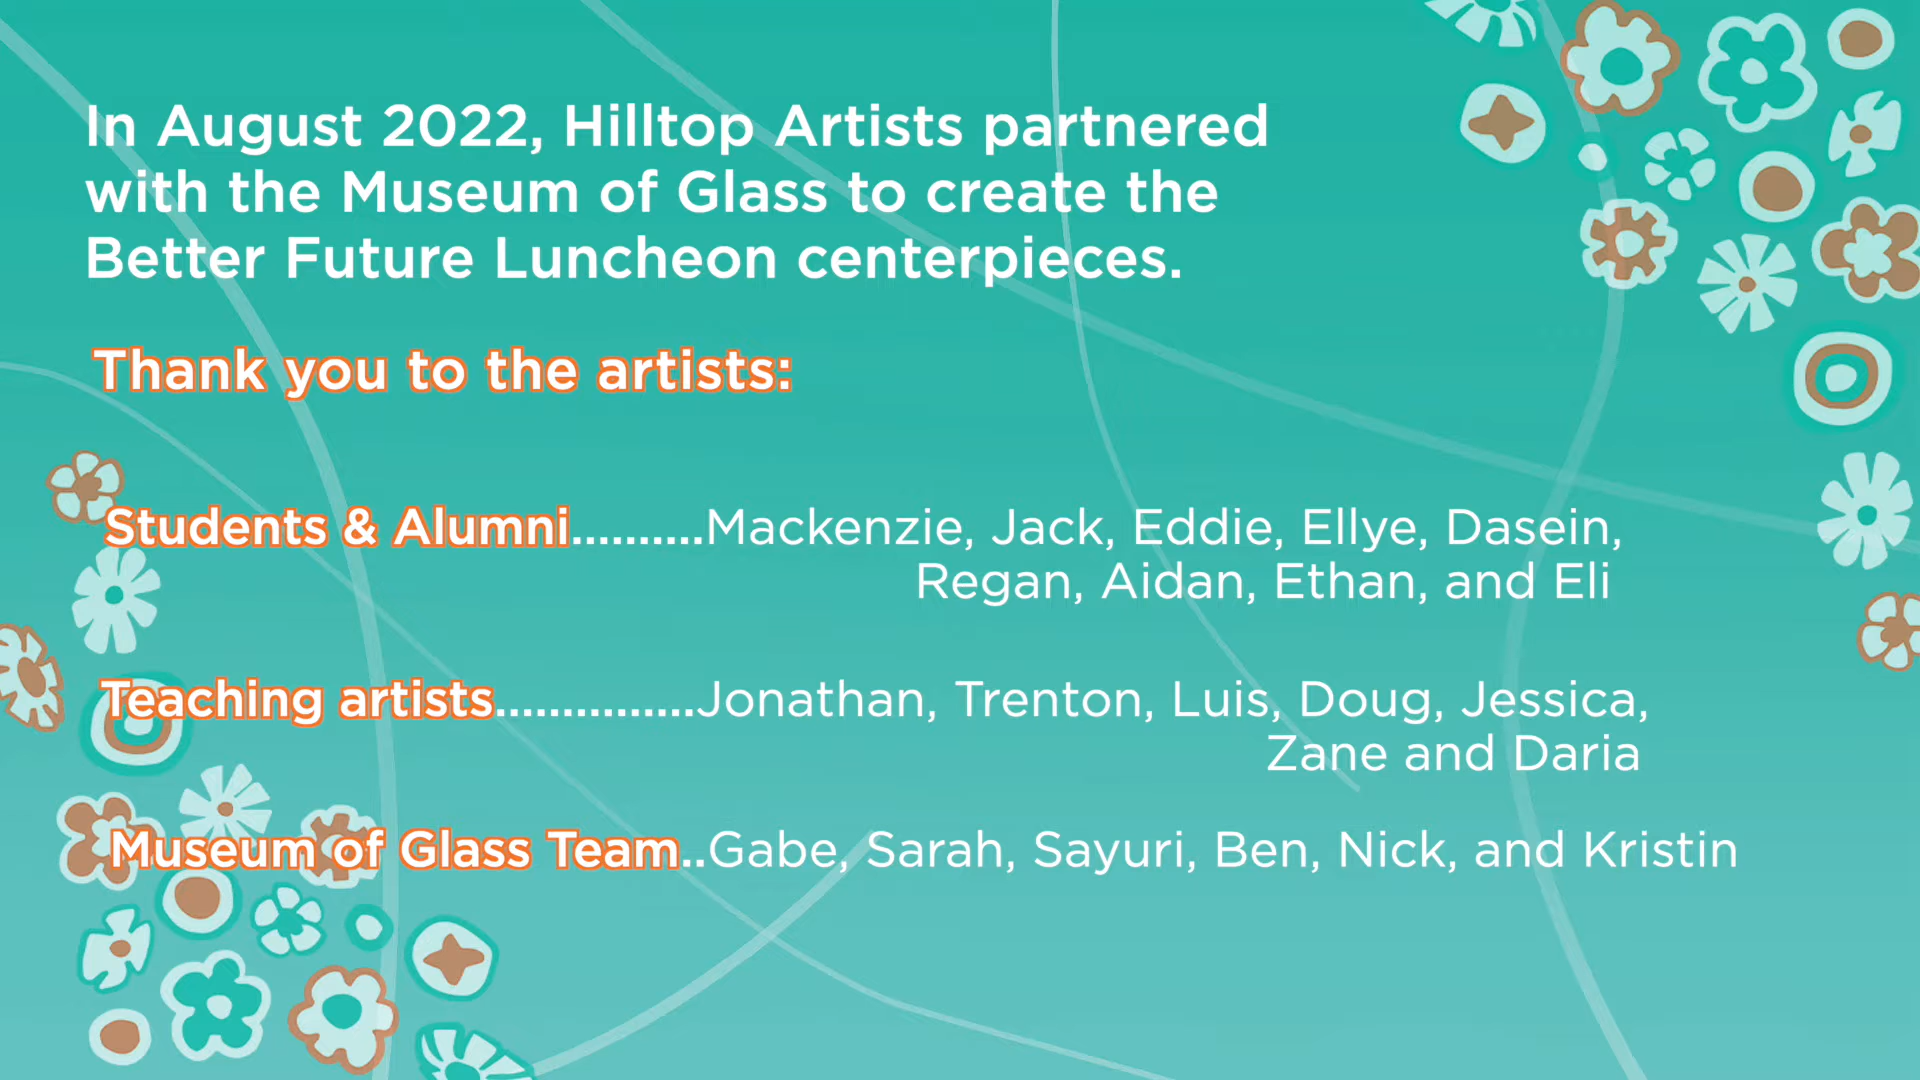 In August 2022, Hilltop Artists partnered
with the Museum of Glass to create the
Better Future Luncheon centerpieces.
Thank you to the artists:
Students & Alumni..........Mackenzie, Jack, Eddie, Ellye, Dasein,
Regan, Aidan, Ethan, and Eli
Teaching artists...............Jonathan, Trenton, Luis, Doug, Jessica,
Zane and Daria
Museum of Glass Team..Gabe, Sarah, Sayuri, Ben, Nick, and Kristin